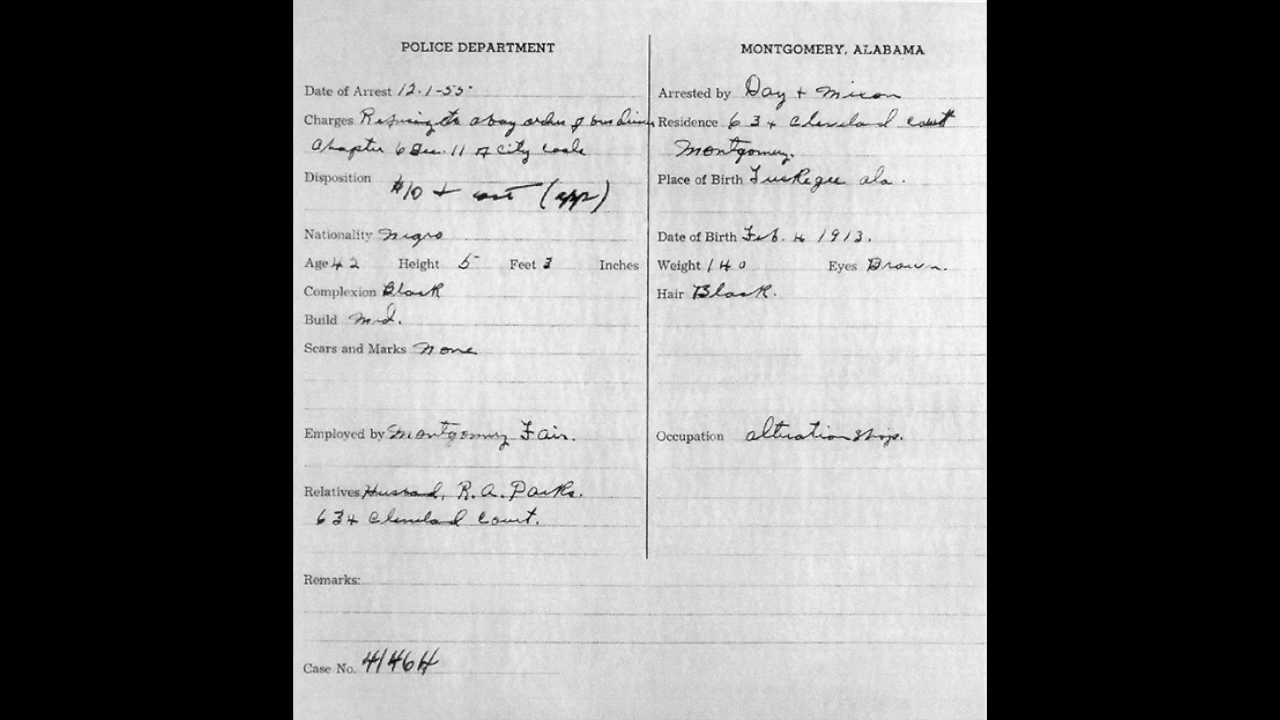 POLICE DEPARTMENT
MONTGOMERY, ALABAMA
Date of Arrest 12-1-55
Arrested by Day + Mixon
Charges Refusing to obay orders of bus driver
Residence 634 Cleveland Court
Chapter 6 Sec. 11 of City Code
Montgomery.
Disposition $10 + cost (app)
Place of Birth Tuskegee ala.
Nationality Negro
Date of Birth Feb. 4 1913.
Age 42 Height 5 Feet 3 Inches
Weight 140 Eyes Brown.
Complexion Black
Hair Black.
Build Med.
Scars and Marks None
Employed by Montgomery Fair.
Occupation alteration shop.
Relatives Husband, R.A. Parks.
634 Cleveland Court.
Remarks:
Case No. 4146H